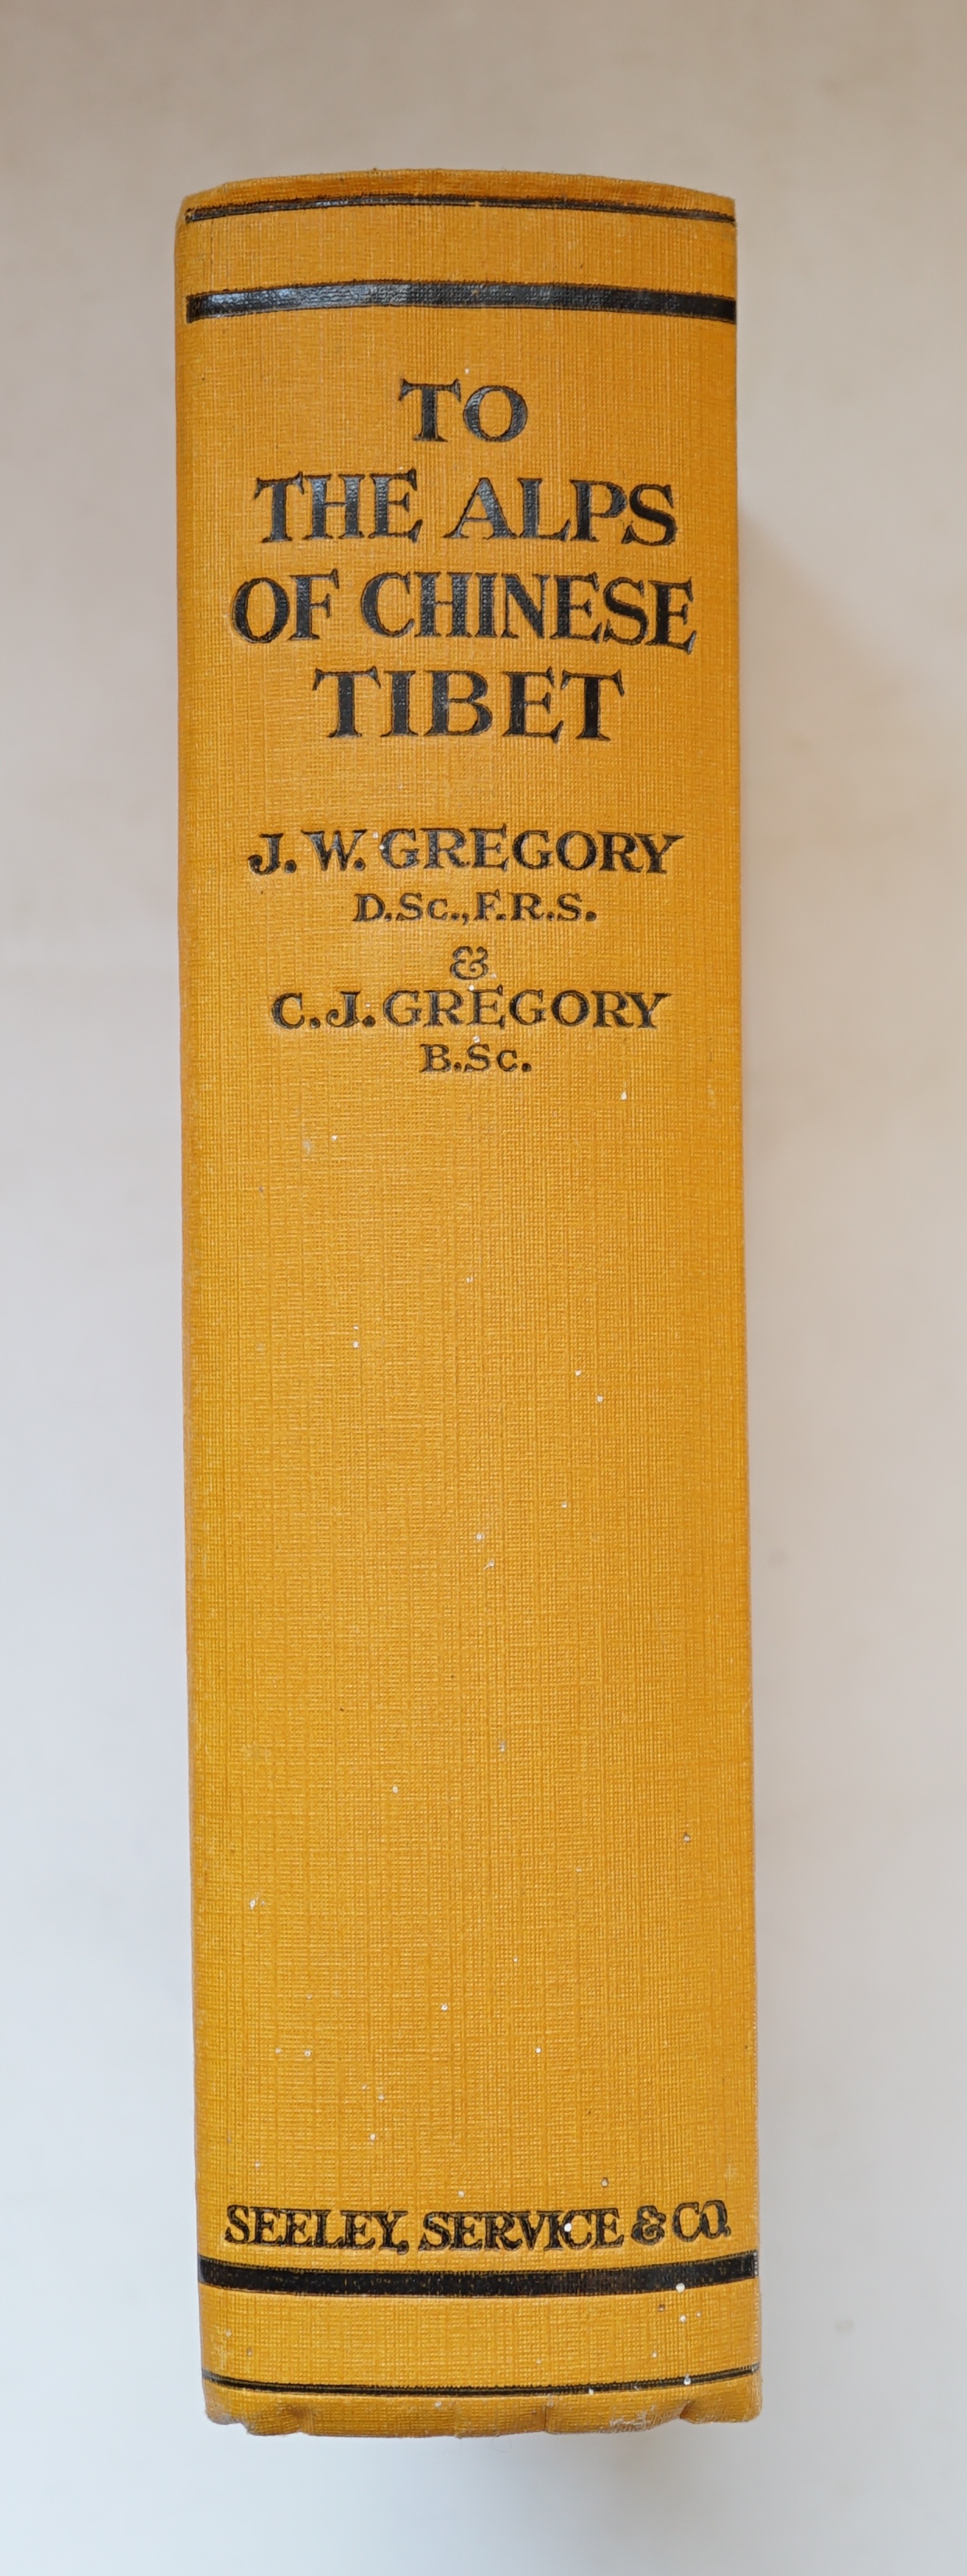 TO
THE ALPS
OF CHINESE
TIBET
J. W. GREGORY
D.Sc., F.R.S.
&
C. J. GREGORY
B.Sc.
SEELEY, SERVICE & CO.